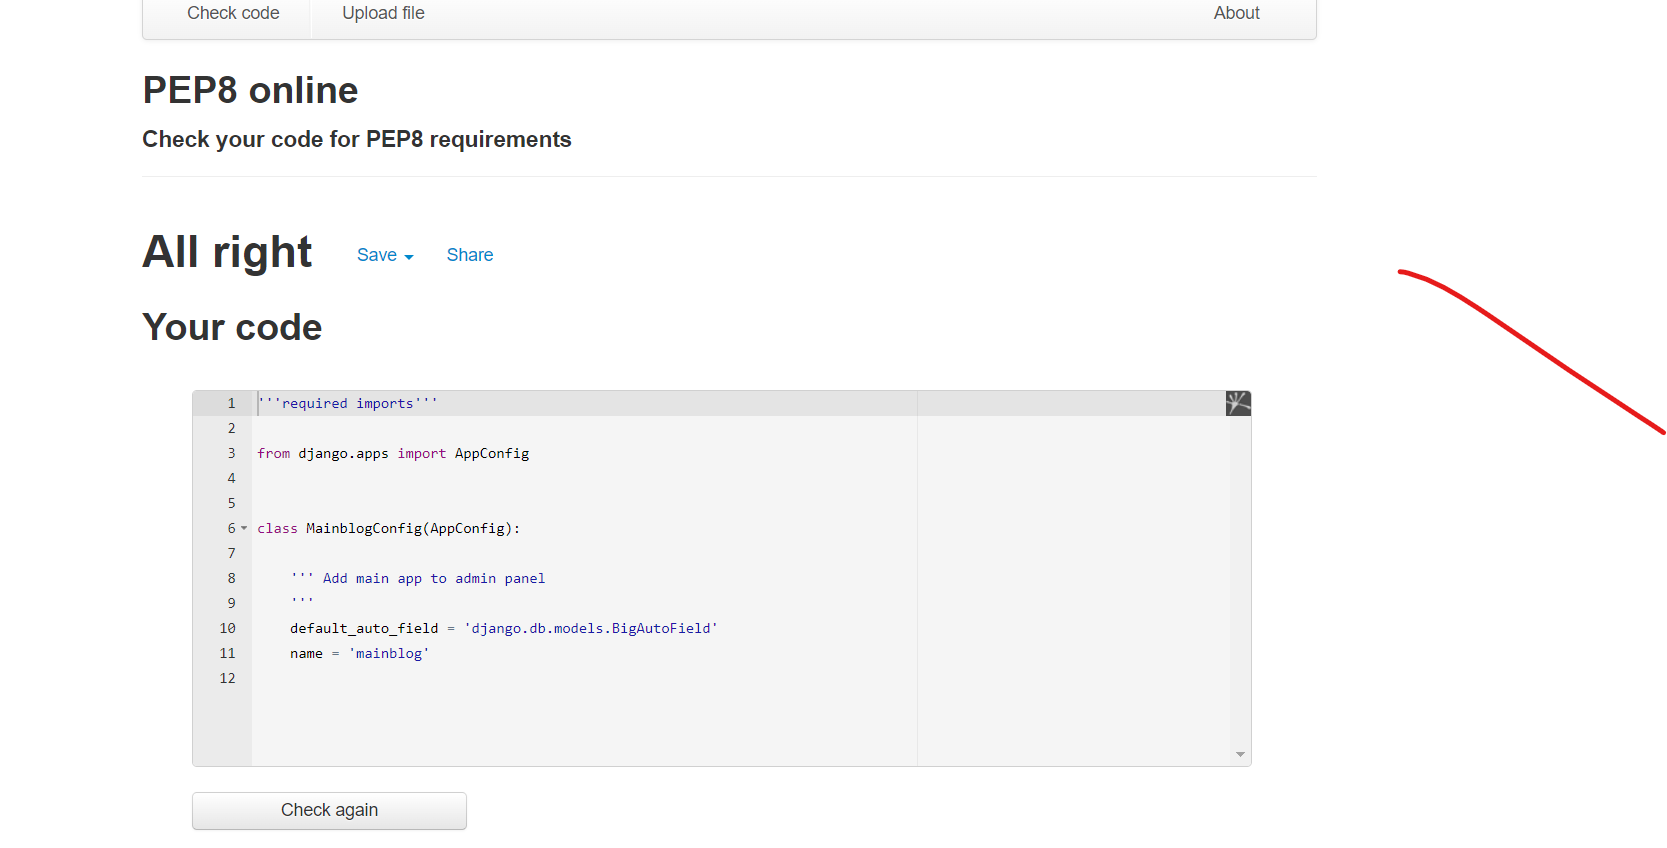 Check code Upload file About
PEP8 online
Check your code for PEP8 requirements
All right Save Share
Your code
1 '''required imports'''
2
3 from django.apps import AppConfig
4
5
6 class MainblogConfig(AppConfig):
7
8     ''' Add main app to admin panel
9     '''
10     default_auto_field = 'django.db.models.BigAutoField'
11     name = 'mainblog'
12
Check again